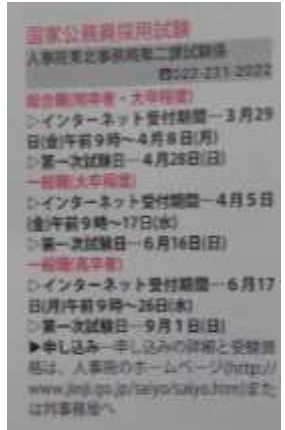 国家公務員採用試験
人事院東北事務局第二課試験係
☎022-221-2022
総合職(院卒者・大卒程度)
▷インターネット受付期間…3月29
日(金)午前9時〜4月8日(月)
▷第一次試験日…4月28日(日)
一般職(大卒程度)
▷インターネット受付期間…4月5日
(金)午前9時〜17日(水)
▷第一次試験日…6月16日(日)
一般職(高卒者)
▷インターネット受付期間…6月17
日(月)午前9時〜26日(水)
▷第一次試験日…9月1日(日)
▶申し込み…申し込みの詳細と受験資
格は、人事院のホームページ(http://
www.jinji.go.jp/saiyo/saiyo.htm)また
は同事務局へ